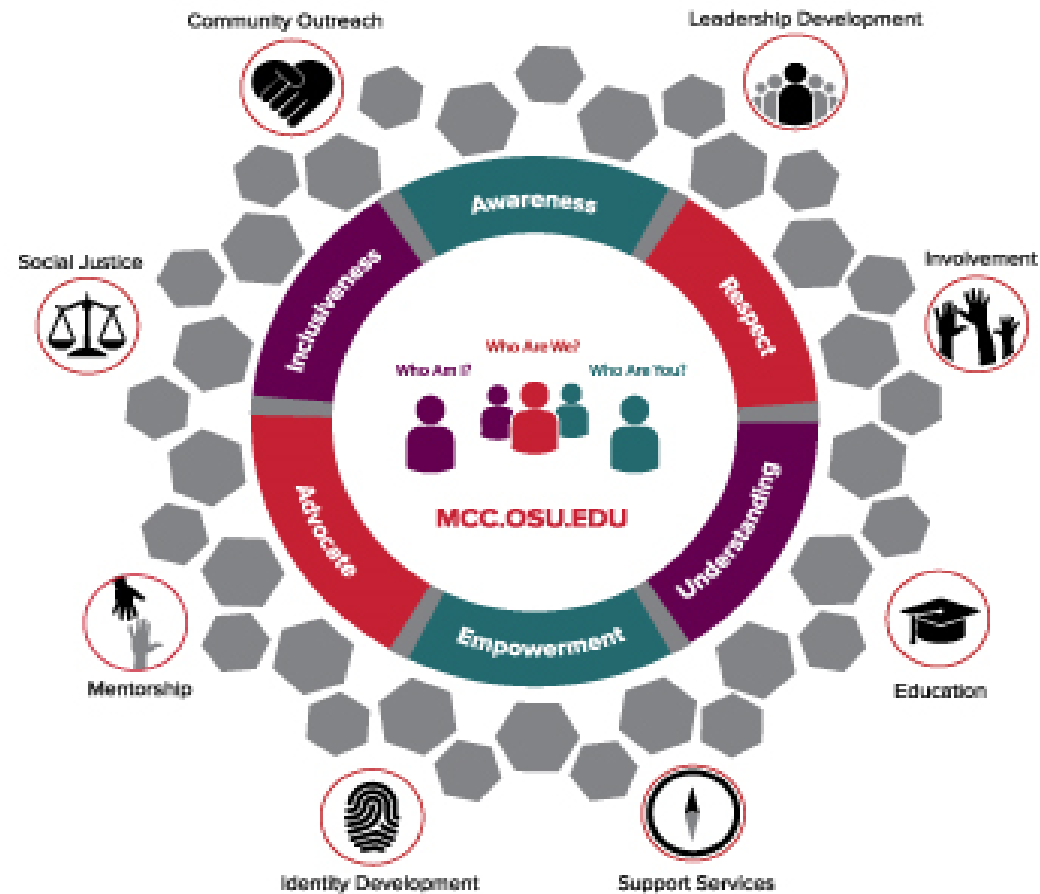 Community Outreach
Leadership Development
Awareness
Social Justice
Inclusiveness
Respect
Involvement
Who Are We?
Who Am I?
Who Are You?
MCC.OSU.EDU
Advocate
Understanding
Empowerment
Mentorship
Education
Identity Development
Support Services